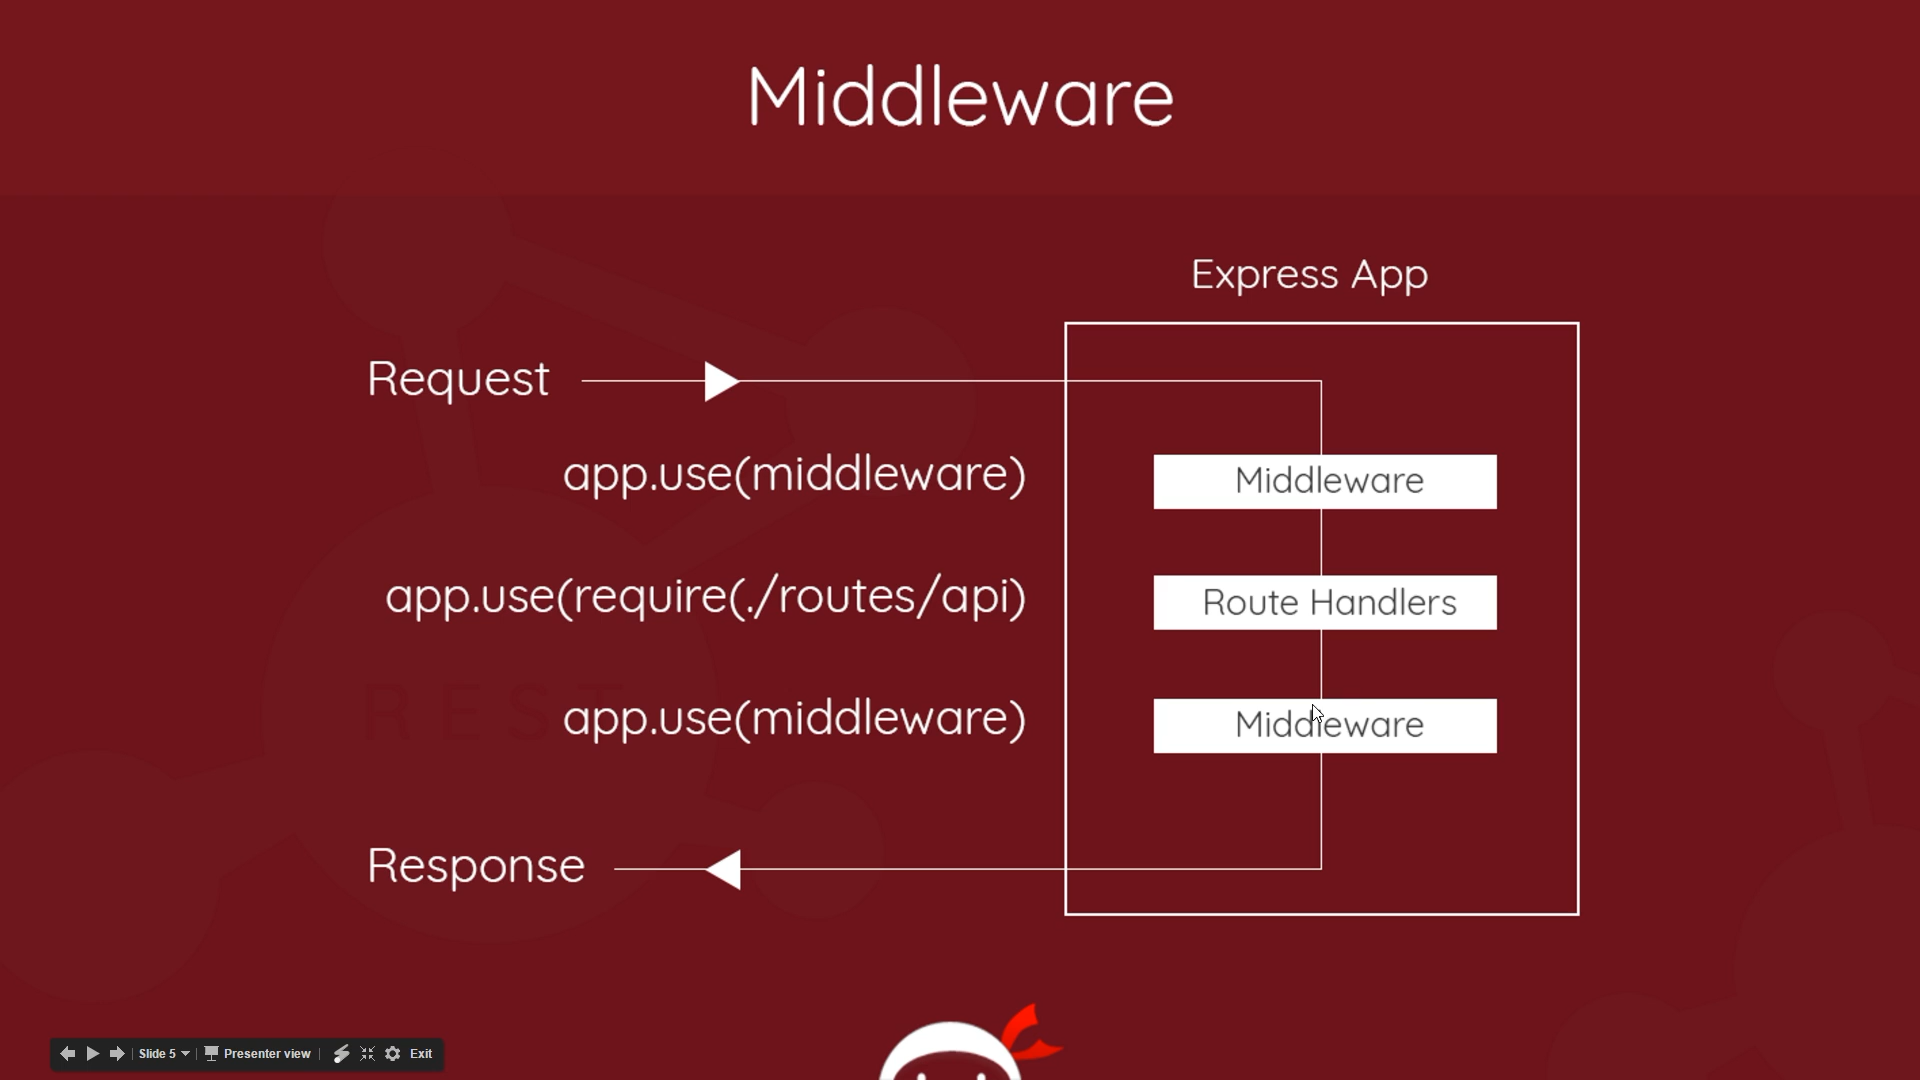 Middleware
Express App
Request
app.use(middleware)
Middleware
app.use(require(./routes/api)
Route Handlers
REST
app.use(middleware)
Middleware
Response
Slide 5
Presenter view
Exit